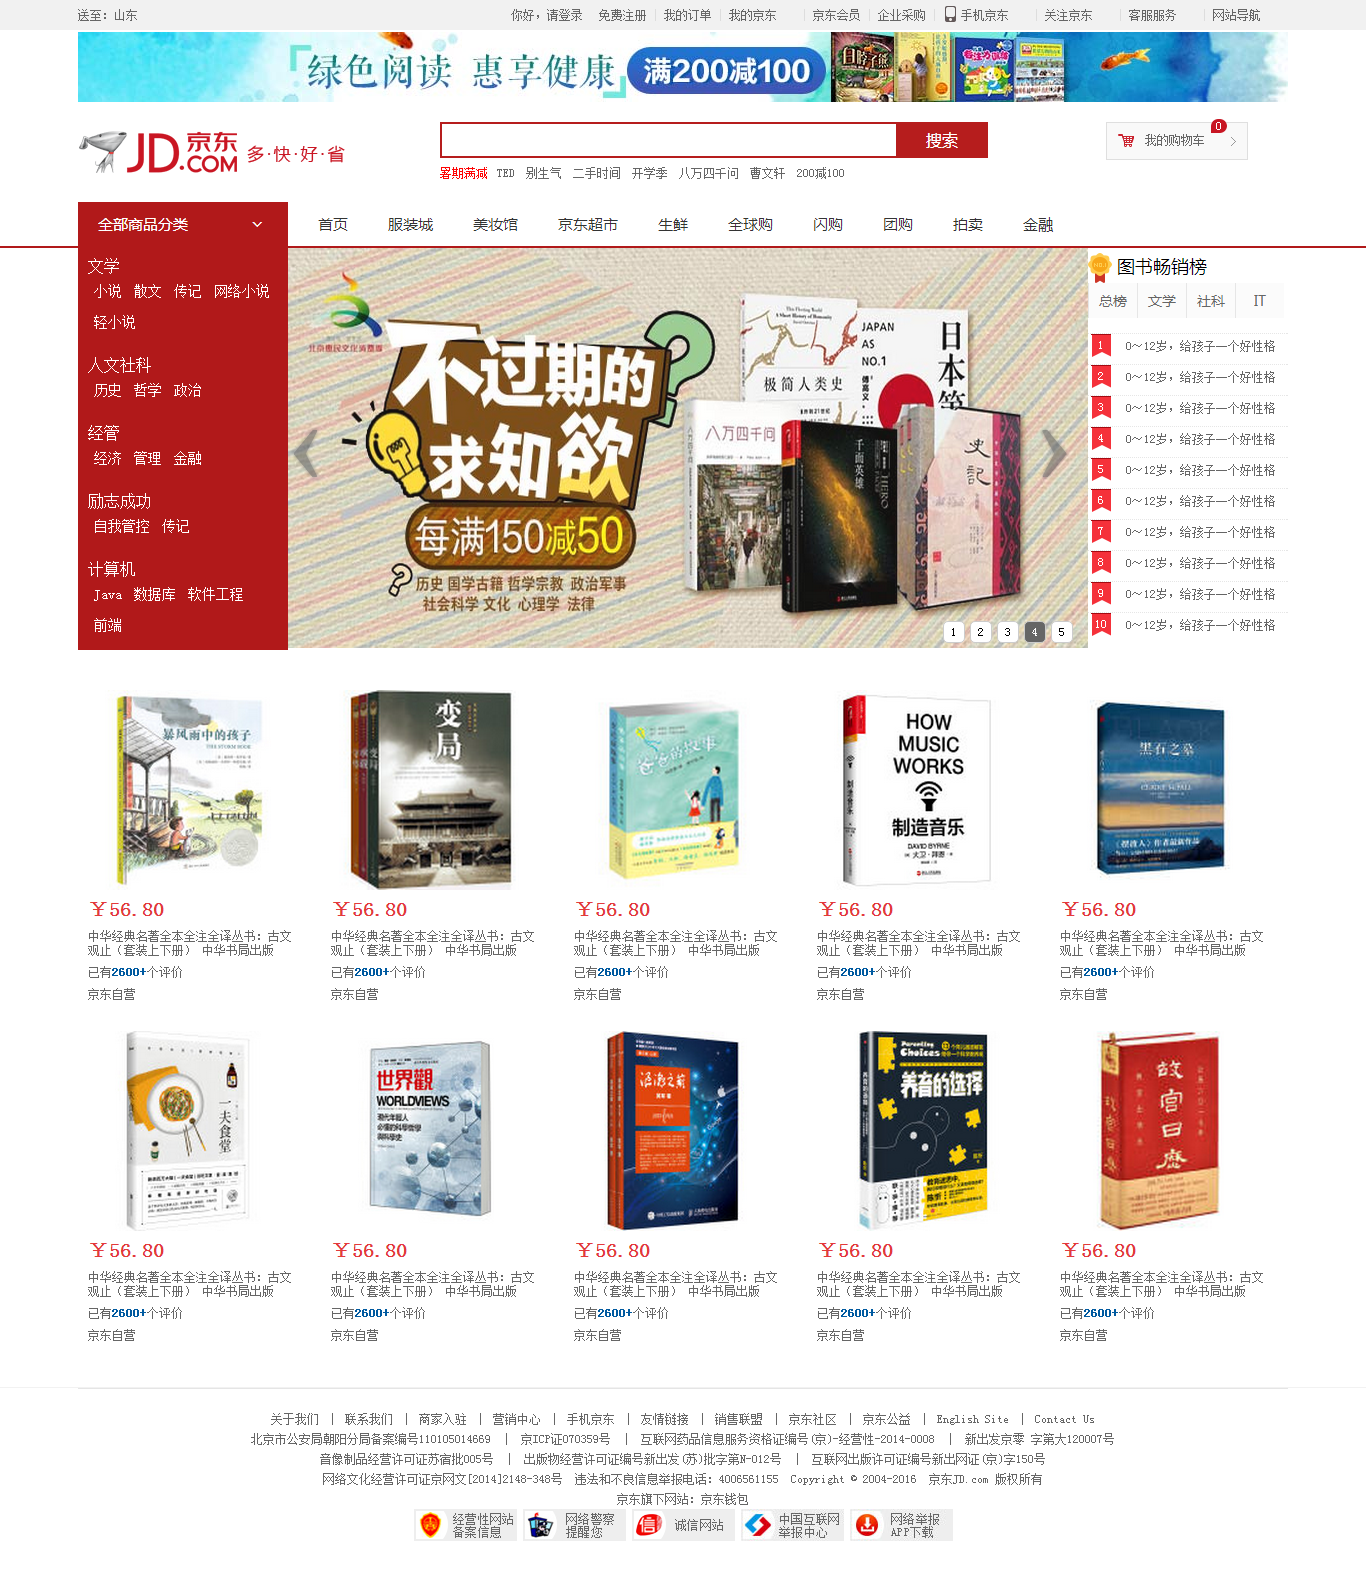 送至：山东
你好，请登录 免费注册 我的订单 我的京东 京东会员 企业采购 手机京东 关注京东 客服服务 网站导航
绿色阅读 惠享健康 满200减100
JD.COM 京东 多·快·好·省
搜索
我的购物车 0
暑期满减 TED 别生气 二手时间 开学季 八万四千问 曹文轩 200减100
全部商品分类 首页 服装城 美妆馆 京东超市 生鲜 全球购 闪购 团购 拍卖 金融
文学
小说 散文 传记 网络小说
轻小说
人文社科
历史 哲学 政治
经管
经济 管理 金融
励志成功
自我管控 传记
计算机
Java 数据库 软件工程
前端
北京惠民文化消费季
不过期的
求知欲
每满150减50
历史 国学古籍 哲学宗教 政治军事
社会科学 文化 心理学 法律
极简人类史
JAPAN
AS
NO.1
日本第
八万四千问
千面英雄
史记
1 2 3 4 5
图书畅销榜
总榜 文学 社科 IT
1 0～12岁，给孩子一个好性格
2 0～12岁，给孩子一个好性格
3 0～12岁，给孩子一个好性格
4 0～12岁，给孩子一个好性格
5 0～12岁，给孩子一个好性格
6 0～12岁，给孩子一个好性格
7 0～12岁，给孩子一个好性格
8 0～12岁，给孩子一个好性格
9 0～12岁，给孩子一个好性格
10 0～12岁，给孩子一个好性格
暴风雨中的孩子
THE STORM BOOK
变局
爸爸的故事
HOW
MUSIC
WORKS
制造音乐
DAVID BYRNE
黑石之墓
￥56.80 ￥56.80 ￥56.80 ￥56.80 ￥56.80
中华经典名著全本全注全译丛书：古文 中华经典名著全本全注全译丛书：古文 中华经典名著全本全注全译丛书：古文 中华经典名著全本全注全译丛书：古文 中华经典名著全本全注全译丛书：古文
观止（套装上下册） 中华书局出版 观止（套装上下册） 中华书局出版 观止（套装上下册） 中华书局出版 观止（套装上下册） 中华书局出版 观止（套装上下册） 中华书局出版
已有2600+个评价 已有2600+个评价 已有2600+个评价 已有2600+个评价 已有2600+个评价
京东自营 京东自营 京东自营 京东自营 京东自营
一夫食堂
世界觀
WORLDVIEWS
浪潮之巅
Parenting
Choices
养育的选择
故宫日历
￥56.80 ￥56.80 ￥56.80 ￥56.80 ￥56.80
中华经典名著全本全注全译丛书：古文 中华经典名著全本全注全译丛书：古文 中华经典名著全本全注全译丛书：古文 中华经典名著全本全注全译丛书：古文 中华经典名著全本全注全译丛书：古文
观止（套装上下册） 中华书局出版 观止（套装上下册） 中华书局出版 观止（套装上下册） 中华书局出版 观止（套装上下册） 中华书局出版 观止（套装上下册） 中华书局出版
已有2600+个评价 已有2600+个评价 已有2600+个评价 已有2600+个评价 已有2600+个评价
京东自营 京东自营 京东自营 京东自营 京东自营
关于我们 | 联系我们 | 商家入驻 | 营销中心 | 手机京东 | 友情链接 | 销售联盟 | 京东社区 | 京东公益 | English Site | Contact Us
北京市公安局朝阳分局备案编号110105014669 | 京ICP证070359号 | 互联网药品信息服务资格证编号(京)-经营性-2014-0008 | 新出发京零 字第大120007号
音像制品经营许可证苏宿批005号 | 出版物经营许可证编号新出发(苏)批字第N-012号 | 互联网出版许可证编号新出网证(京)字150号
网络文化经营许可证京网文[2014]2148-348号 违法和不良信息举报电话：4006561155 Copyright © 2004-2016 京东JD.com 版权所有
京东旗下网站：京东钱包
经营性网站 网络警察 诚信网站 中国互联网 网络举报
备案信息 提醒您 举报中心 APP下载